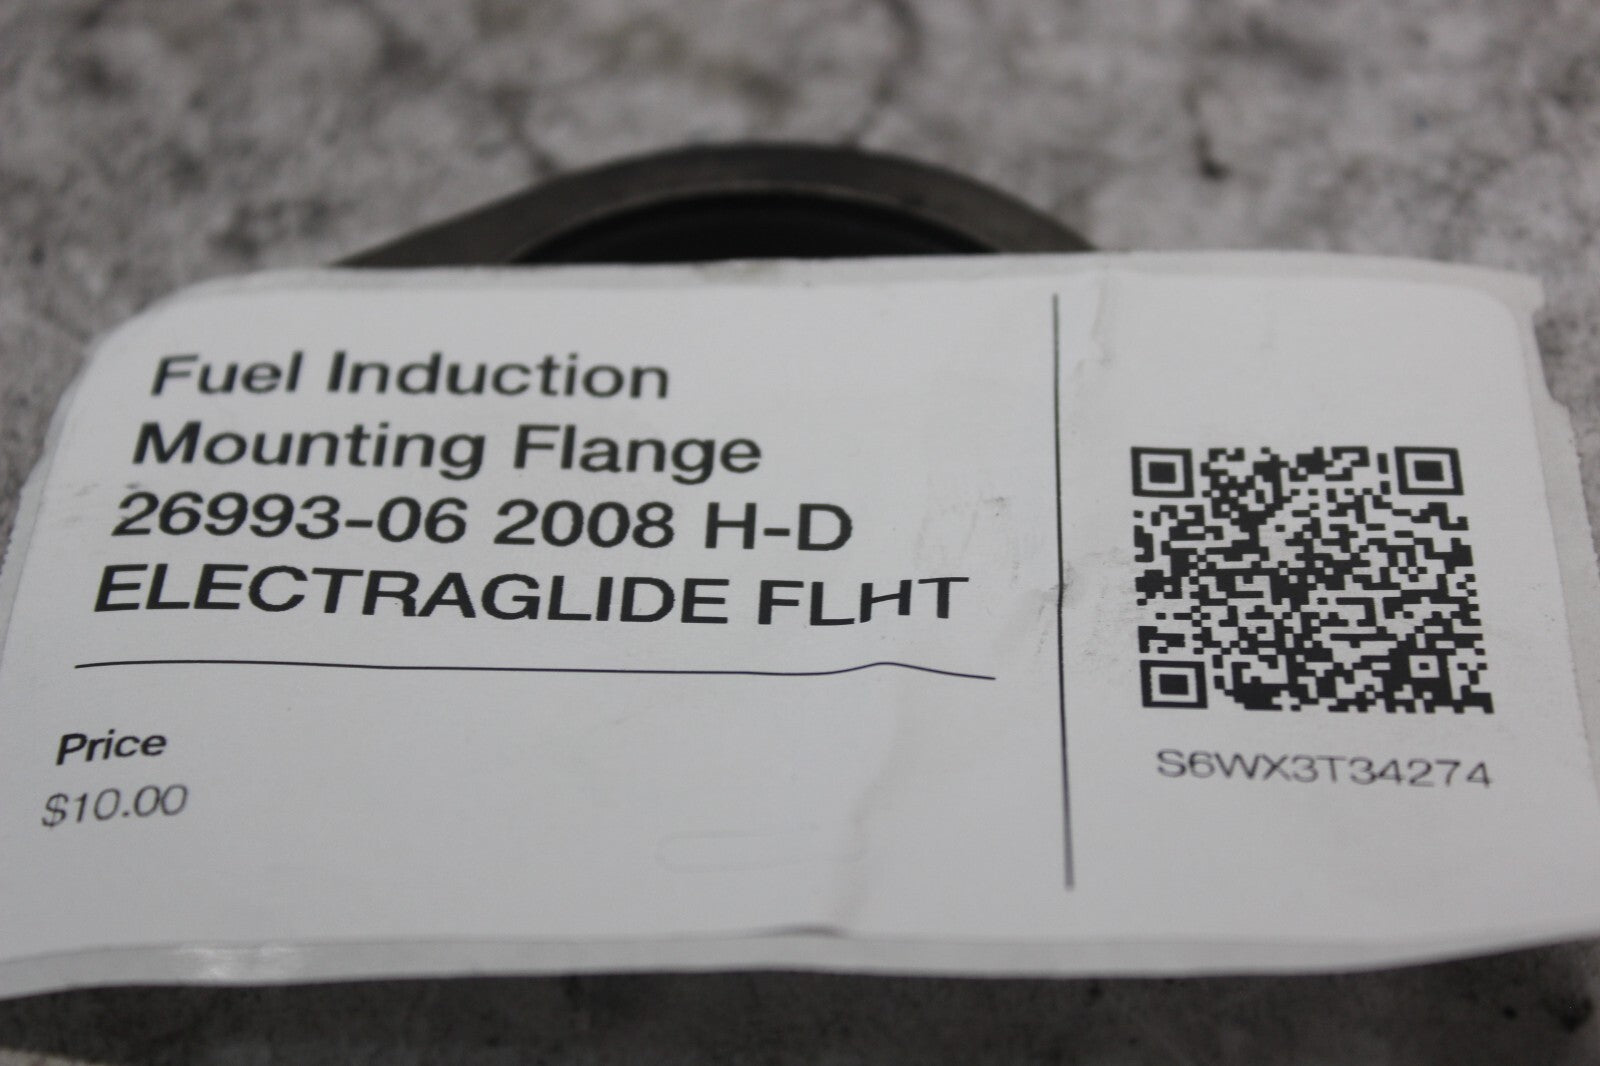 Fuel Induction
Mounting Flange
26993-06 2008 H-D
ELECTRAGLIDE FLHT
Price
$10.00
S6WX3T34274